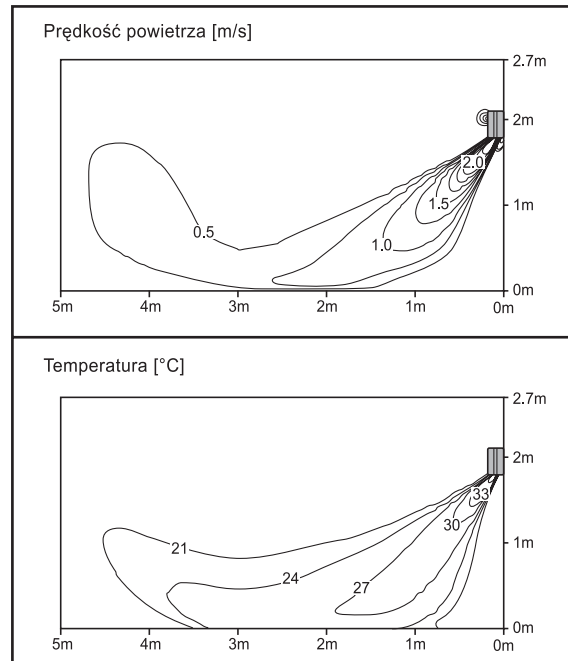 Prędkość powietrza [m/s]
2.7m
2m
2.0
1.5
1m
0.5
1.0
0m
5m 4m 3m 2m 1m 0m
Temperatura [°C]
2.7m
2m
33
30
21
1m
24
27
0m
5m 4m 3m 2m 1m 0m